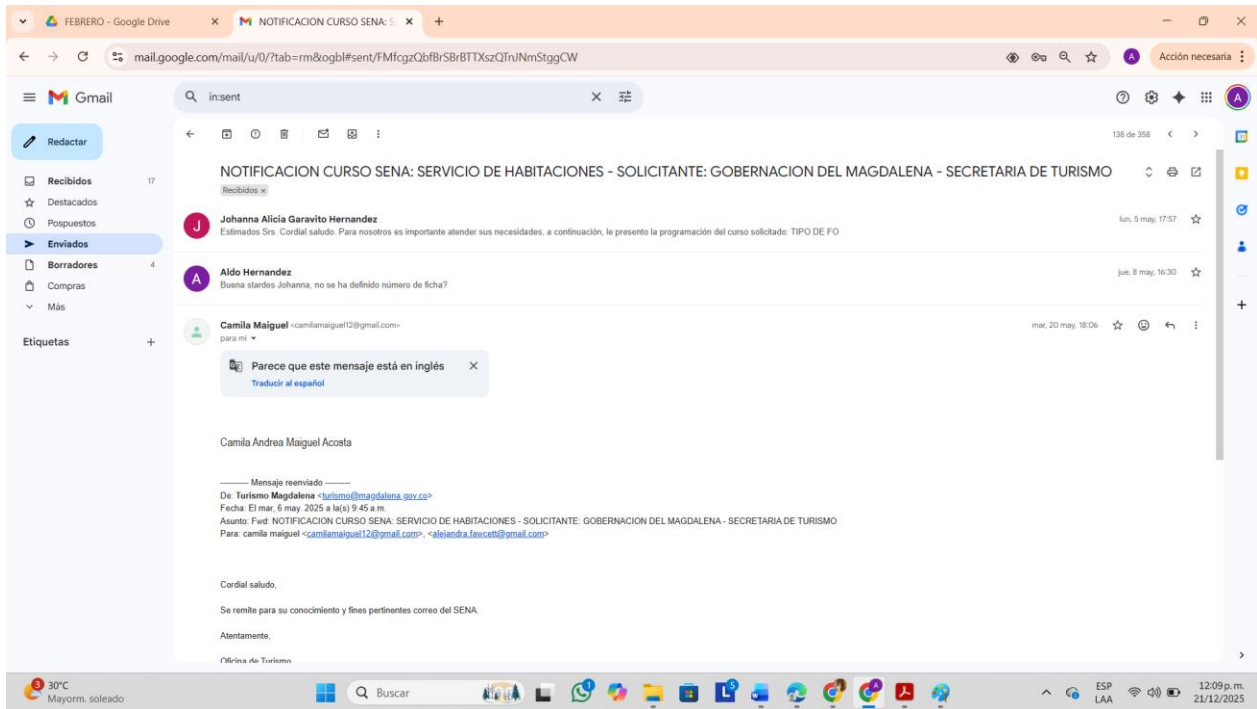 FEBRERO - Google Drive
NOTIFICACION CURSO SENA: S
mail.google.com/mail/u/0/?tab=rm&ogbl#sent/FMfcgzQbfBrSBrBTTXszQTnJNmStggCW
A
Acción necesaria
Gmail
in:sent
A
Redactar
138 de 358
NOTIFICACION CURSO SENA: SERVICIO DE HABITACIONES - SOLICITANTE: GOBERNACION DEL MAGDALENA - SECRETARIA DE TURISMO
Recibidos x
Recibidos 17
Destacados
Pospuestos
Enviados
Borradores 4
Compras
Más
Etiquetas +
J
Johanna Alicia Garavito Hernandez
lun, 5 may, 17:57
Estimados Srs. Cordial saludo. Para nosotros es importante atender sus necesidades, a continuación, le presento la programación del curso solicitado: TIPO DE FO
A
Aldo Hernandez
jue, 8 may, 16:30
Buena stardes Johanna, no se ha definido número de ficha?
Camila Maiguel <camilamaiguel12@gmail.com>
mar, 20 may, 18:06
para mí
Parece que este mensaje está en inglés
Traducir al español
Camila Andrea Maiguel Acosta
---------- Mensaje reenviado ---------
De: Turismo Magdalena <turismo@magdalena.gov.co>
Fecha: El mar, 6 may. 2025 a la(s) 9:45 a.m.
Asunto: Fwd: NOTIFICACION CURSO SENA: SERVICIO DE HABITACIONES - SOLICITANTE: GOBERNACION DEL MAGDALENA - SECRETARIA DE TURISMO
Para: camila maiguel <camilamaiguel12@gmail.com>, <alejandra.fawcett@gmail.com>
Cordial saludo,
Se remite para su conocimiento y fines pertinentes correo del SENA.
Atentamente,
Oficina de Turismo
3
30°C
Mayorm. soleado
Buscar
1
5
ESP
LAA
12:09 p. m.
21/12/2025